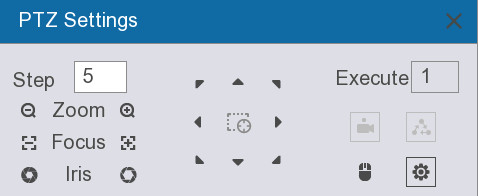 PTZ Settings
Step 5
Execute 1
Zoom
Focus
Iris